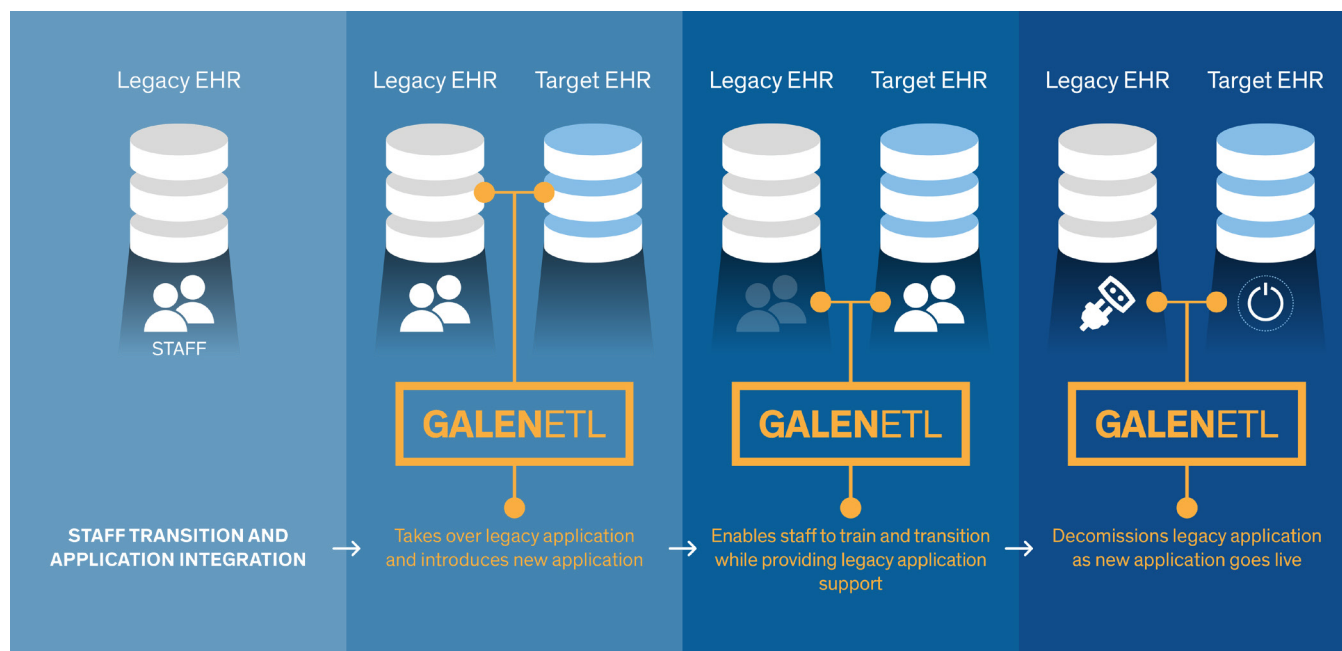 Legacy EHR
STAFF
STAFF TRANSITION AND
APPLICATION INTEGRATION
Legacy EHR
Target EHR
GALENETL
Takes over legacy application
and introduces new application
Legacy EHR
Target EHR
GALENETL
Enables staff to train and transition
while providing legacy application
support
Legacy EHR
Target EHR
GALENETL
Decomissions legacy application
as new application goes live